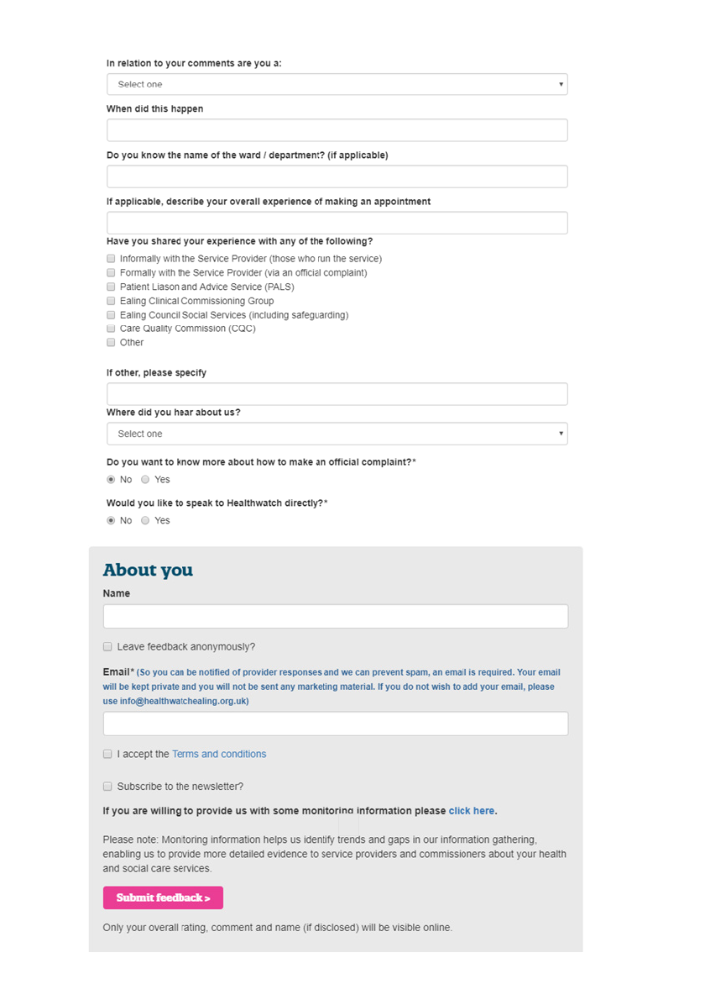 In relation to your comments are you a:
Select one
When did this happen
Do you know the name of the ward / department? (if applicable)
If applicable, describe your overall experience of making an appointment
Have you shared your experience with any of the following?
Informally with the Service Provider (those who run the service)
Formally with the Service Provider (via an official complaint)
Patient Liason and Advice Service (PALS)
Ealing Clinical Commissioning Group
Ealing Council Social Services (including safeguarding)
Care Quality Commission (CQC)
Other
If other, please specify
Where did you hear about us?
Select one
Do you want to know more about how to make an official complaint?*
No Yes
Would you like to speak to Healthwatch directly?*
No Yes
About you
Name
Leave feedback anonymously?
Email* (So you can be notified of provider responses and we can prevent spam, an email is required. Your email
will be kept private and you will not be sent any marketing material. If you do not wish to add your email, please
use info@healthwatchealing.org.uk)
I accept the Terms and conditions
Subscribe to the newsletter?
If you are willing to provide us with some monitoring information please click here.
Please note: Monitoring information helps us identify trends and gaps in our information gathering,
enabling us to provide more detailed evidence to service providers and commissioners about your health
and social care services.
Submit feedback >
Only your overall rating, comment and name (if disclosed) will be visible online.